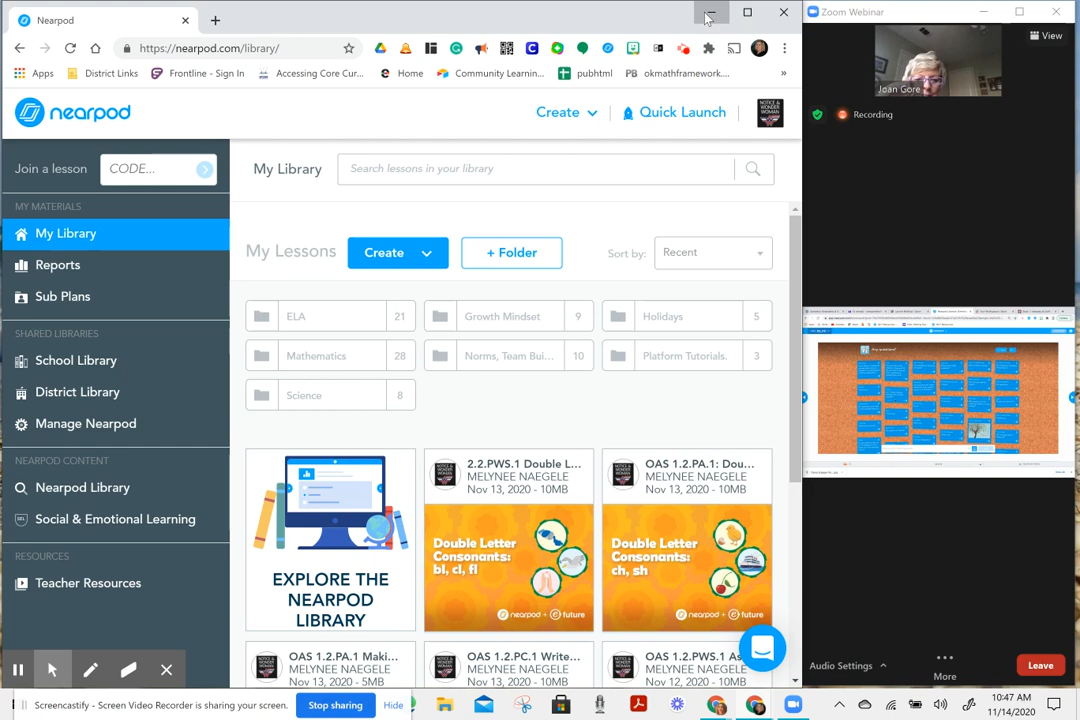 Nearpod
Zoom Webinar
https://nearpod.com/library/
View
Apps
District Links
Frontline - Sign In
Accessing Core Cur...
Home
Community Learnin...
pubhtml
PB okmathframework....
»
Joan Gore
nearpod
Create
Quick Launch
NOTICE & WONDER WOMAN
Recording
Join a lesson
CODE...
My Library
Search lessons in your library
MY MATERIALS
My Library
Reports
Sub Plans
My Lessons
Create
+ Folder
Sort by:
Recent
ELA 21
Growth Mindset 9
Holidays 5
Mathematics 28
Norms, Team Bui... 10
Platform Tutorials. 3
Science 8
SHARED LIBRARIES
School Library
District Library
Manage Nearpod
NEARPOD CONTENT
Nearpod Library
Social & Emotional Learning
RESOURCES
Teacher Resources
EXPLORE THE
NEARPOD
LIBRARY
2.2.PWS.1 Double L...
MELYNEE NAEGELE
Nov 13, 2020 - 10MB
Double Letter
Consonants:
bl, cl, fl
nearpod + e future
OAS 1.2.PA.1: Dou...
MELYNEE NAEGELE
Nov 13, 2020 - 10MB
Double Letter
Consonants:
ch, sh
nearpod + e future
OAS 1.2.PA.1 Maki...
MELYNEE NAEGELE
Nov 13, 2020 - 5MB
OAS 1.2.PC.1 Write...
MELYNEE NAEGELE
Nov 13, 2020 - 10MB
OAS 1.2.PWS.1 As...
MELYNEE NAEGELE
Nov 12, 2020 - 10MB
Audio Settings
More
Leave
Screencastify - Screen Video Recorder is sharing your screen.
Stop sharing
Hide
10:47 AM
11/14/2020